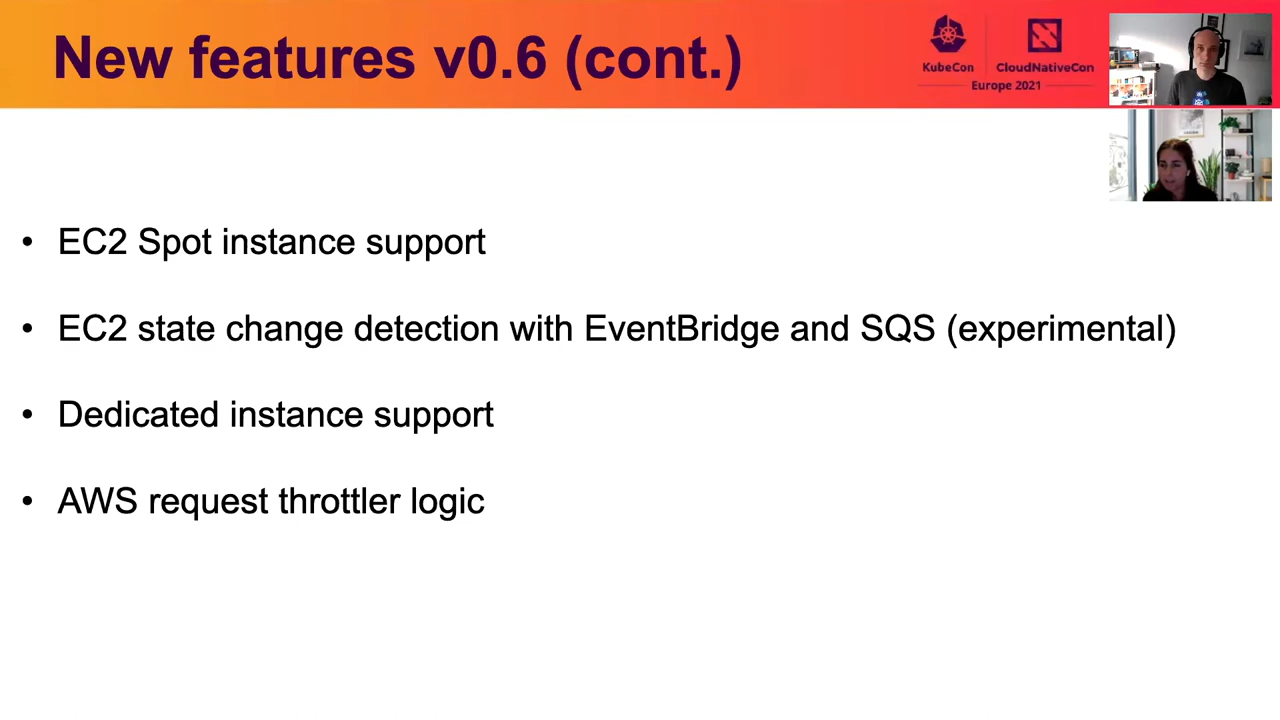 New features v0.6 (cont.)
KubeCon
CloudNativeCon
Europe 2021
• EC2 Spot instance support
• EC2 state change detection with EventBridge and SQS (experimental)
• Dedicated instance support
• AWS request throttler logic